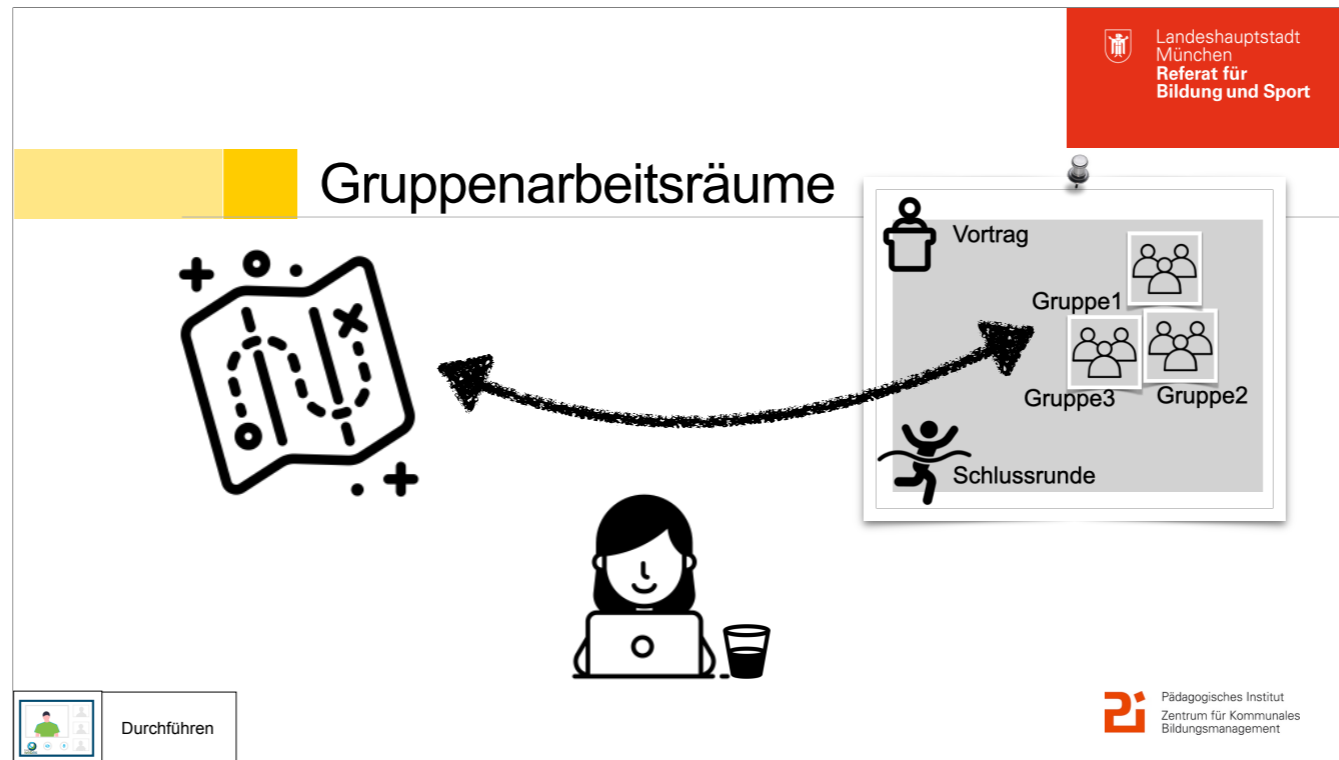 Landeshauptstadt
München
Referat für
Bildung und Sport
Gruppenarbeitsräume
Vortrag
Gruppe1
Gruppe3
Gruppe2
Schlussrunde
Durchführen
Pädagogisches Institut
Zentrum für Kommunales
Bildungsmanagement